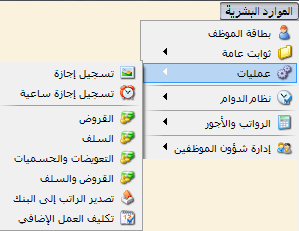 الموارد البشرية
بطاقة الموظف
ثوابت عامة
عمليات
نظام الدوام
الرواتب والأجور
إدارة شؤون الموظفين
تسجيل إجازة
تسجيل إجازة ساعية
القروض
السلف
التعويضات والحسميات
القروض والسلف
تصدير الراتب إلى البنك
تكليف العمل الإضافي